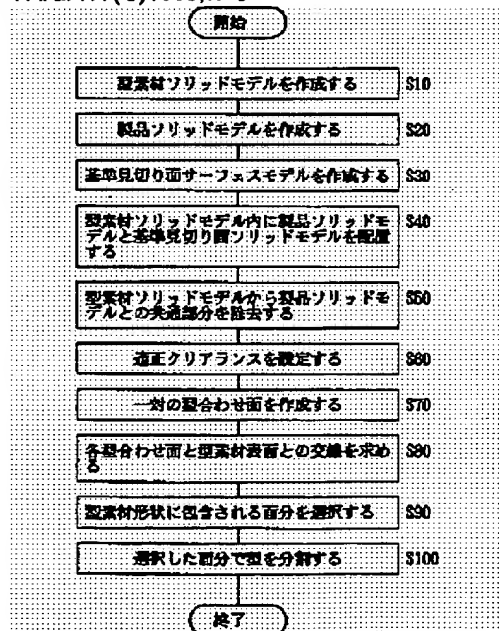 開始
型素材ソリッドモデルを作成する S10
製品ソリッドモデルを作成する S20
基準見切り面サーフェスモデルを作成する S30
型素材ソリッドモデル内に製品ソリッドモ S40
デルと基準見切り面ソリッドモデルを配置
する
型素材ソリッドモデルから製品ソリッドモ S50
デルとの共通部分を除去する
適正クリアランスを設定する S60
一対の型合わせ面を作成する S70
各型合わせ面と型素材表面との交線を求め S80
る
型素材形状に包含される面分を選択する S90
選択した面分で型を分割する S100
終了